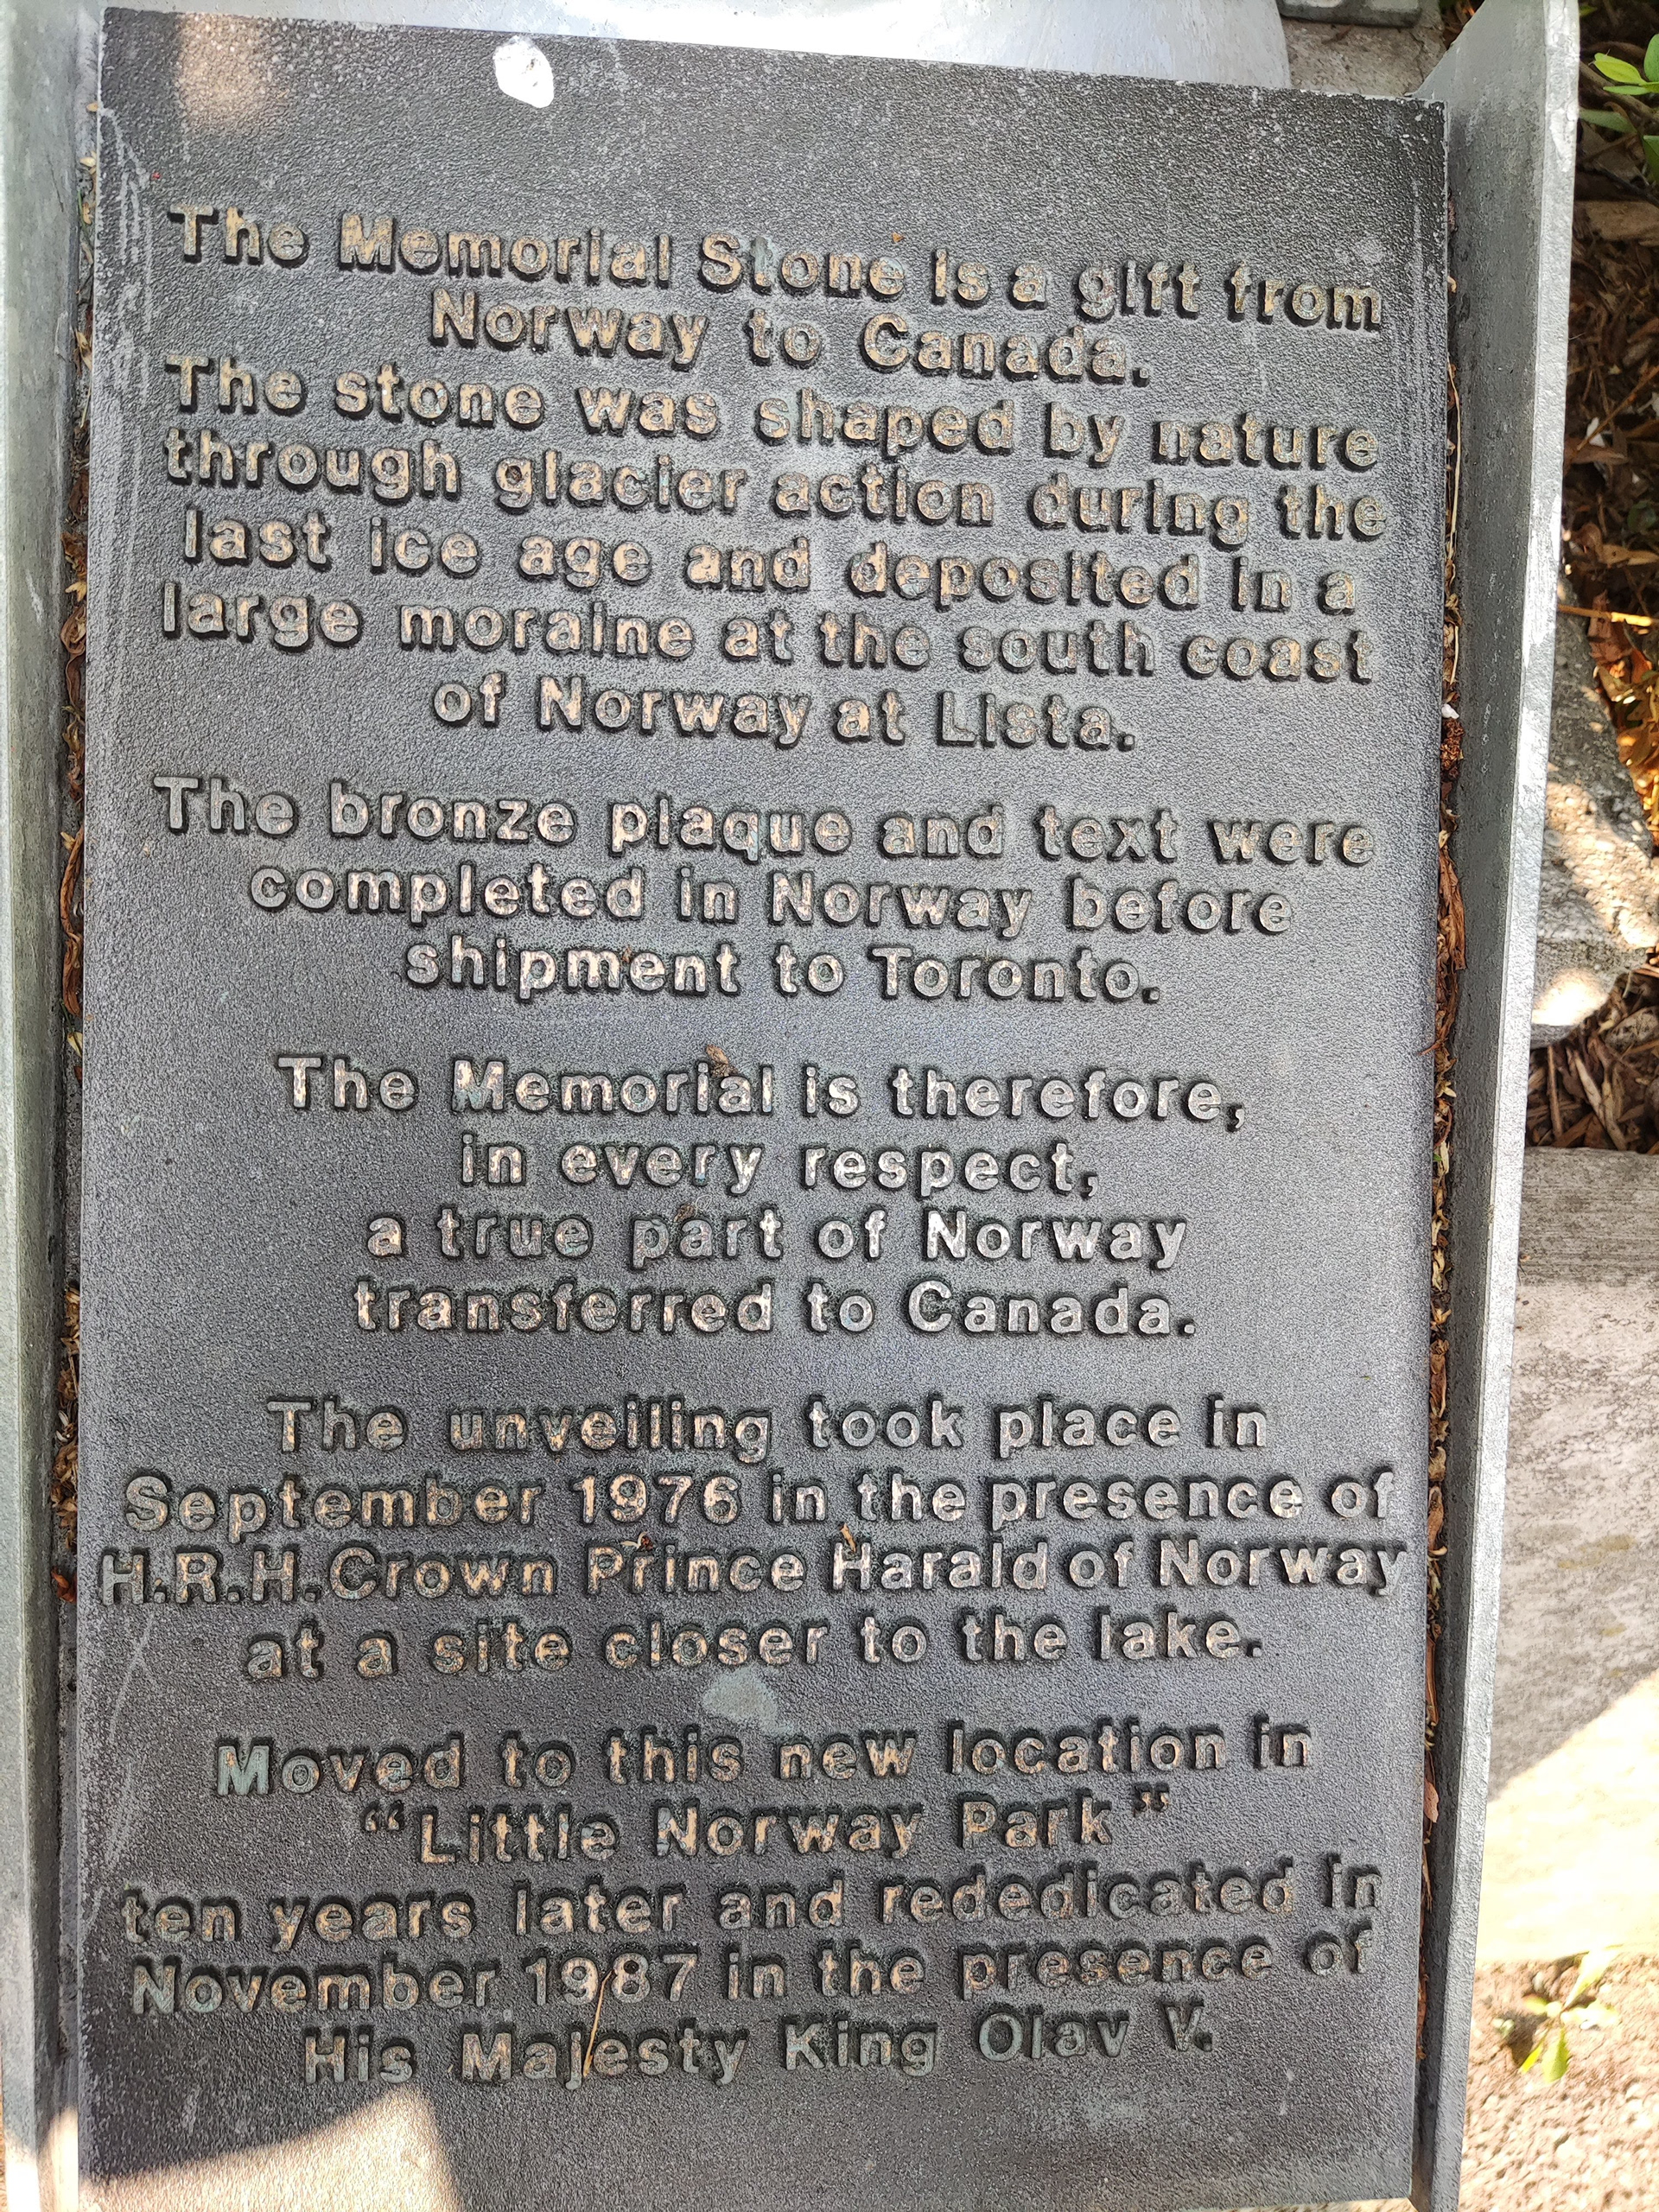 The Memorial Stone is a gift from
Norway to Canada.
The stone was shaped by nature
through glacier action during the
last ice age and deposited in a
large moraine at the south coast
of Norway at Lista.
The bronze plaque and text were
completed in Norway before
shipment to Toronto.
The Memorial is therefore,
in every respect,
a true part of Norway
transferred to Canada.
The unveiling took place in
September 1976 in the presence of
H.R.H. Crown Prince Harald of Norway
at a site closer to the lake.
Moved to this new location in
“Little Norway Park”
ten years later and rededicated in
November 1987 in the presence of
His Majesty King Olav V.